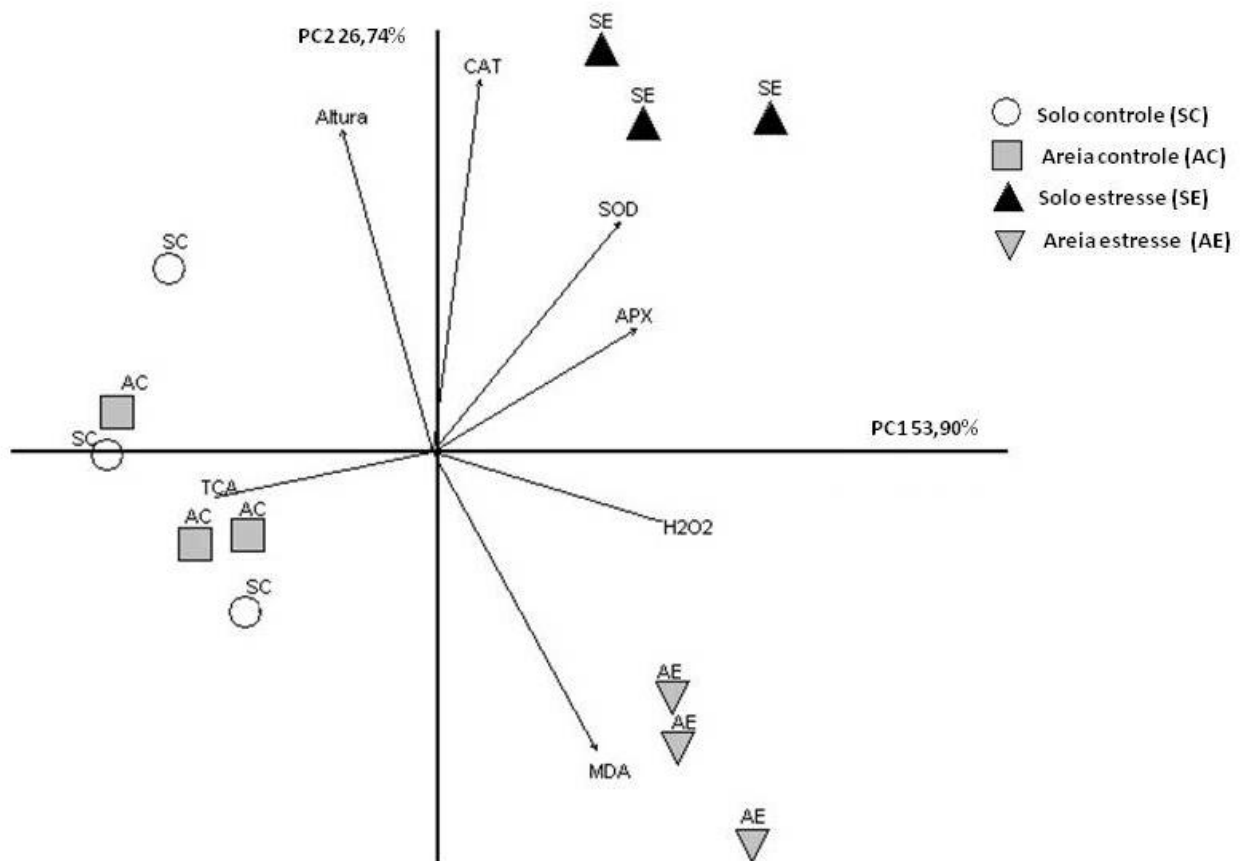 PC2 26,74%
SE
CAT
SE
SE
Altura
Solo controle (SC)
Areia controle (AC)
Solo estresse (SE)
Areia estresse (AE)
SOD
SC
APX
AC
PC1 53,90%
SC
TCA
AC
AC
H2O2
SC
AE
AE
MDA
AE